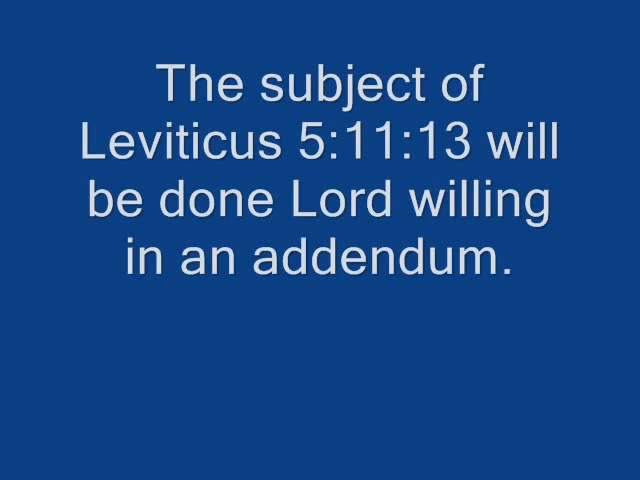 The subject of
Leviticus 5:11:13 will
be done Lord willing
in an addendum.